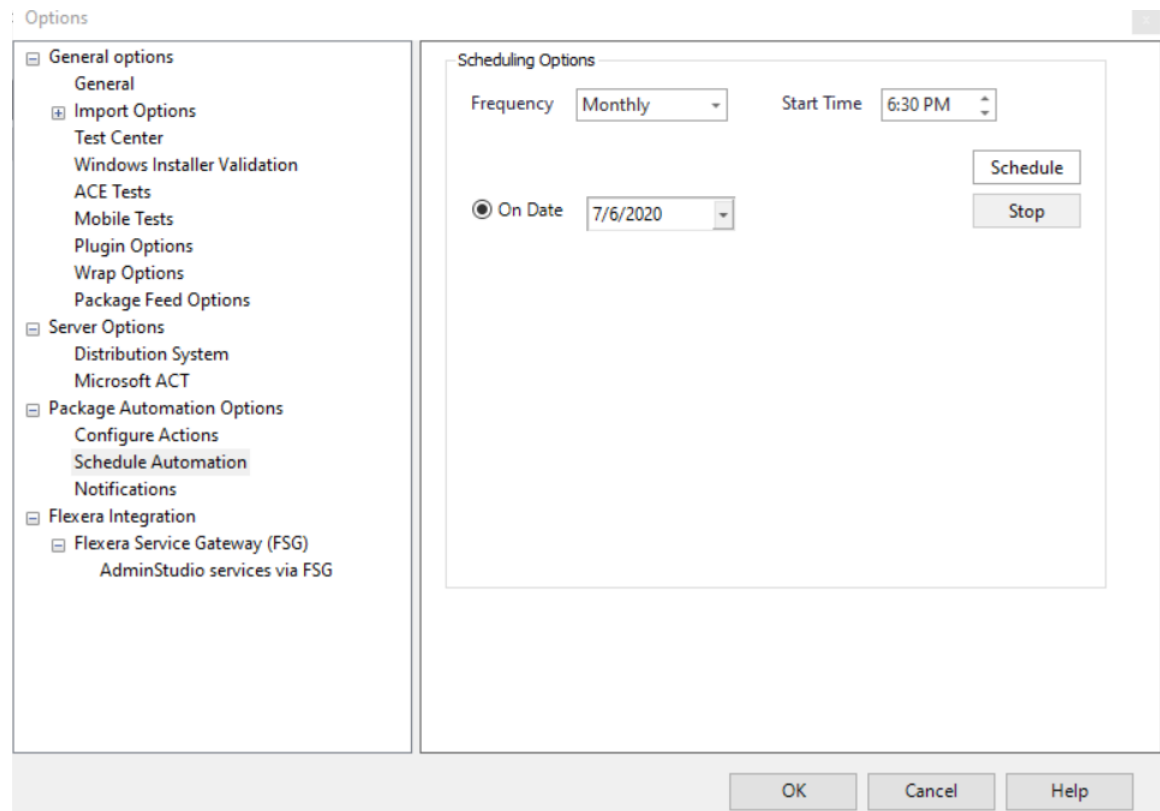 Options
General options
General
Import Options
Test Center
Windows Installer Validation
ACE Tests
Mobile Tests
Plugin Options
Wrap Options
Package Feed Options
Server Options
Distribution System
Microsoft ACT
Package Automation Options
Configure Actions
Schedule Automation
Notifications
Flexera Integration
Flexera Service Gateway (FSG)
AdminStudio services via FSG
Scheduling Options
Frequency Monthly Start Time 6:30 PM
Schedule
On Date 7/6/2020 Stop
OK Cancel Help